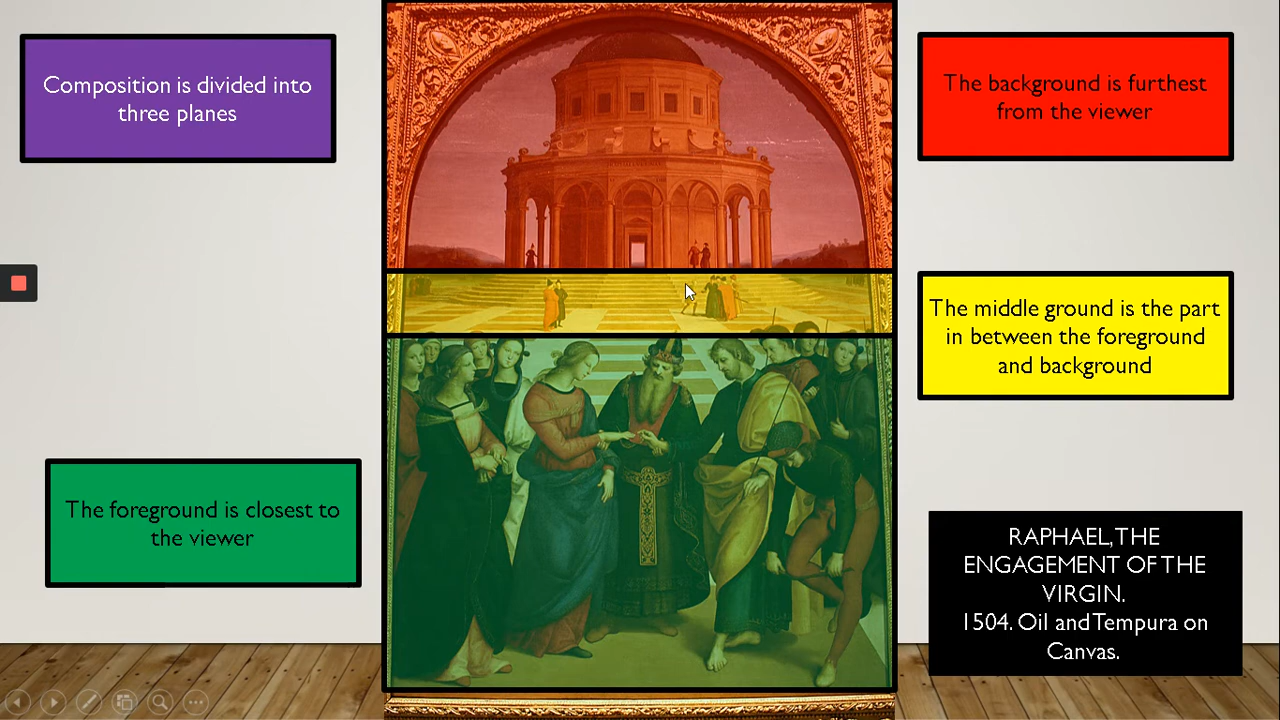 Composition is divided into
three planes
The background is furthest
from the viewer
The middle ground is the part
in between the foreground
and background
The foreground is closest to
the viewer
RAPHAEL, THE
ENGAGEMENT OF THE
VIRGIN.
1504. Oil and Tempura on
Canvas.